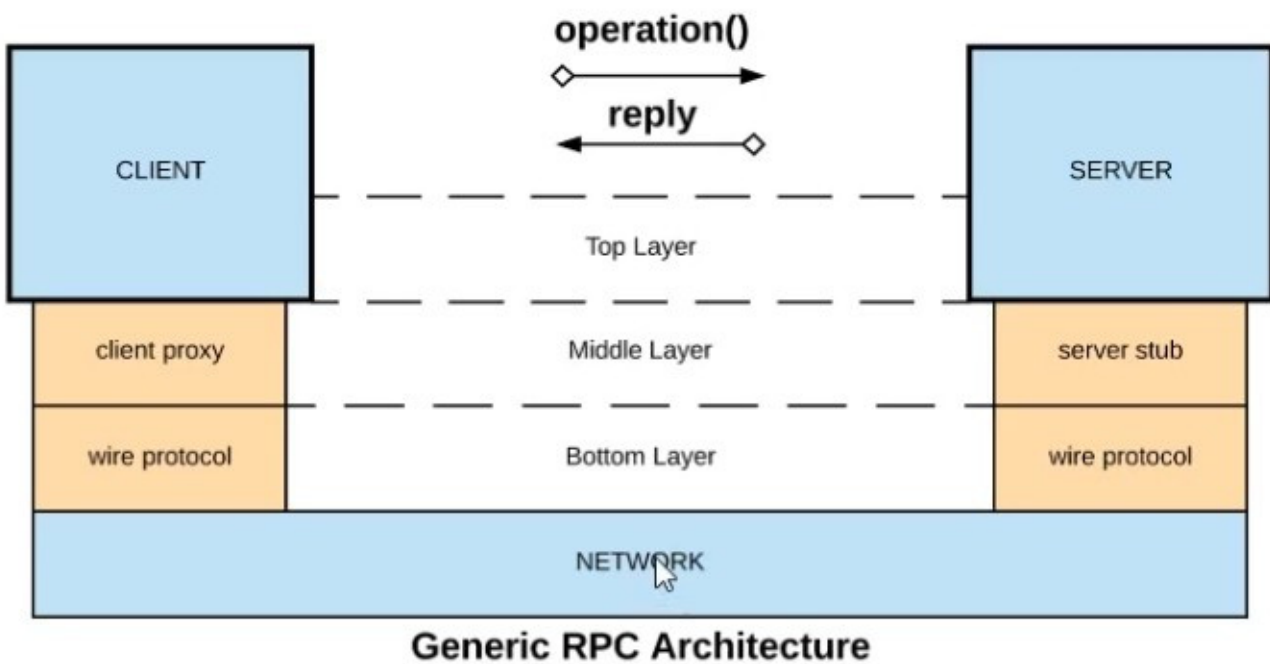 operation()
reply
CLIENT
SERVER
Top Layer
client proxy
Middle Layer
server stub
wire protocol
Bottom Layer
wire protocol
NETWORK
Generic RPC Architecture